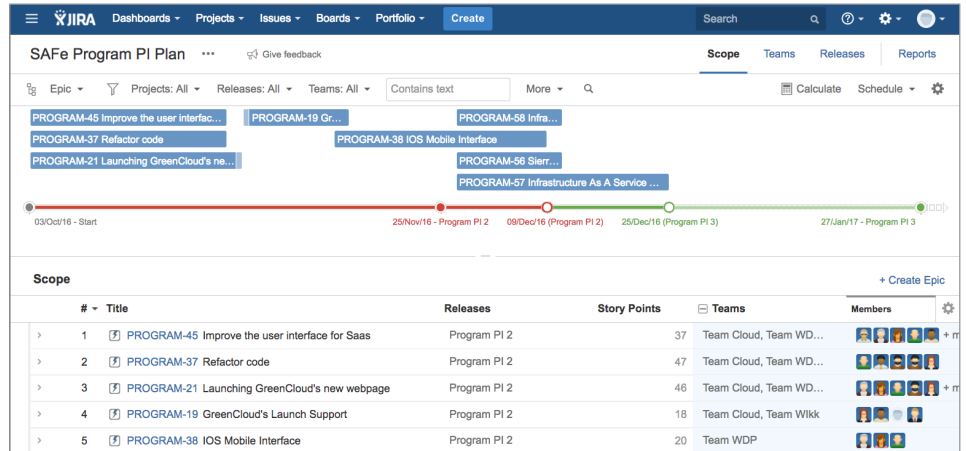 JIRA Dashboards Projects Issues Boards Portfolio Create Search
SAFe Program PI Plan ••• Give feedback Scope Teams Releases Reports
Epic Projects: All Releases: All Teams: All Contains text More Calculate Schedule
PROGRAM-45 Improve the user interfac... PROGRAM-19 Gr... PROGRAM-58 Infra...
PROGRAM-37 Refactor code PROGRAM-38 IOS Mobile Interface
PROGRAM-21 Launching GreenCloud's ne... PROGRAM-56 Sierr...
PROGRAM-57 Infrastructure As A Service ...
03/Oct/16 - Start 25/Nov/16 - Program PI 2 09/Dec/16 (Program PI 2) 25/Dec/16 (Program PI 3) 27/Jan/17 - Program PI 3
Scope + Create Epic
# Title Releases Story Points Teams Members
1 PROGRAM-45 Improve the user interface for Saas Program PI 2 37 Team Cloud, Team WD... + m
2 PROGRAM-37 Refactor code Program PI 2 47 Team Cloud, Team WD...
3 PROGRAM-21 Launching GreenCloud's new webpage Program PI 2 46 Team Cloud, Team WD... + m
4 PROGRAM-19 GreenCloud's Launch Support Program PI 2 18 Team Cloud, Team WIkk
5 PROGRAM-38 IOS Mobile Interface Program PI 2 20 Team WDP